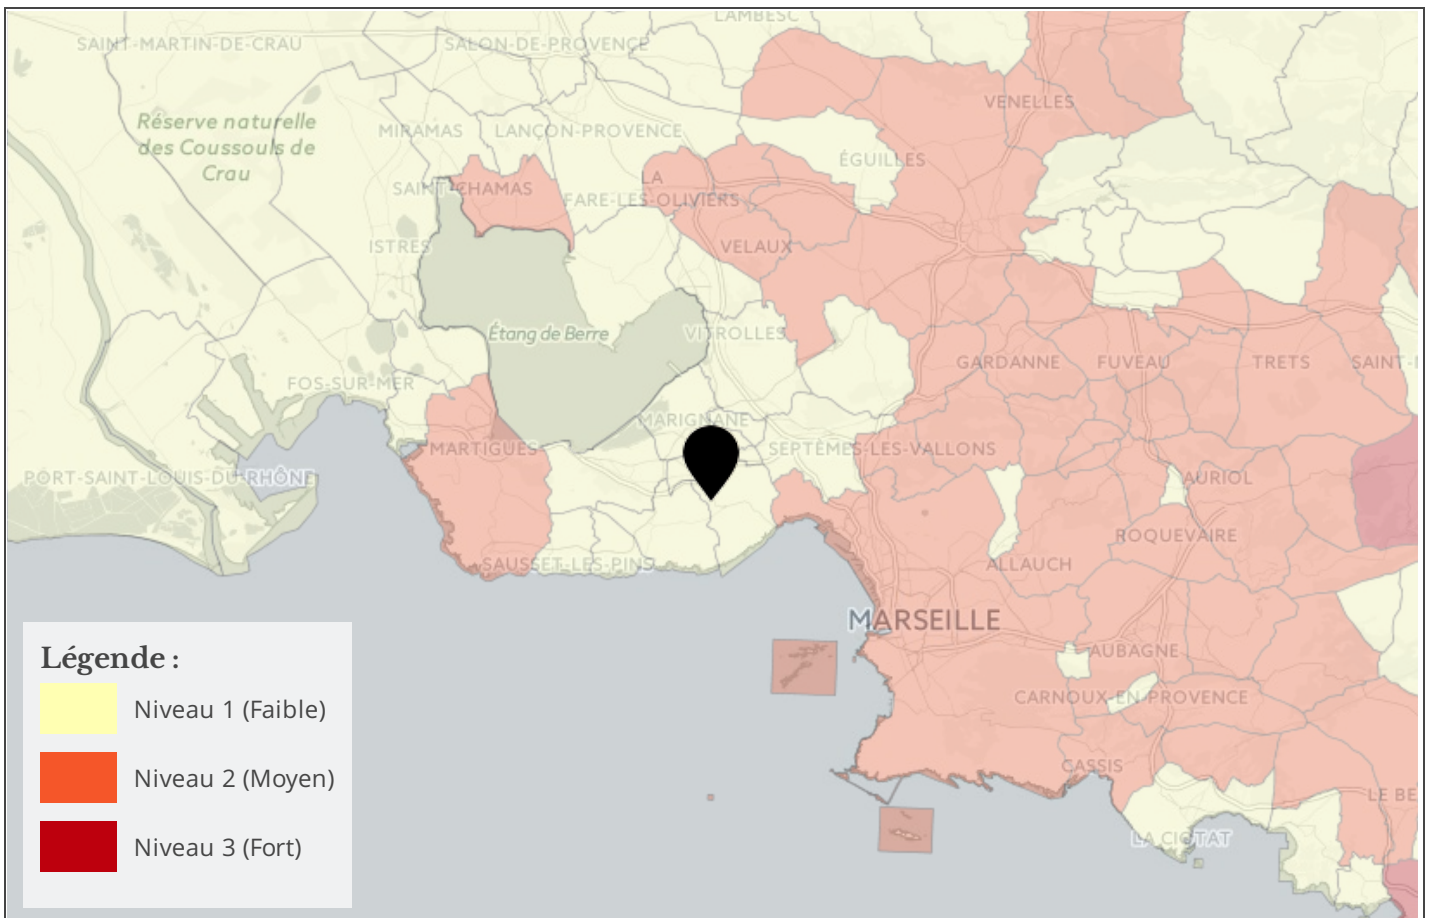 LAMBESC
SAINT-MARTIN-DE-CRAU
SALON-DE-PROVENCE
VENELLES
Réserve naturelle
des Coussouls de
Crau
MIRAMAS
LANÇON-PROVENCE
ÉGUILLES
SAINT-CHAMAS
LA
FARE-LES-OLIVIERS
ISTRES
VELAUX
Étang de Berre
VITROLLES
GARDANNE
FUVEAU
TRETS
SAINT-
FOS-SUR-MER
MARIGNANE
MARTIGUES
SEPTÈMES-LES-VALLONS
PORT-SAINT-LOUIS-DU-RHÔNE
AURIOL
ROQUEVAIRE
SAUSSET-LES-PINS
ALLAUCH
MARSEILLE
AUBAGNE
CARNOUX-EN-PROVENCE
CASSIS
LE BE
LA CIOTAT
Légende :
Niveau 1 (Faible)
Niveau 2 (Moyen)
Niveau 3 (Fort)